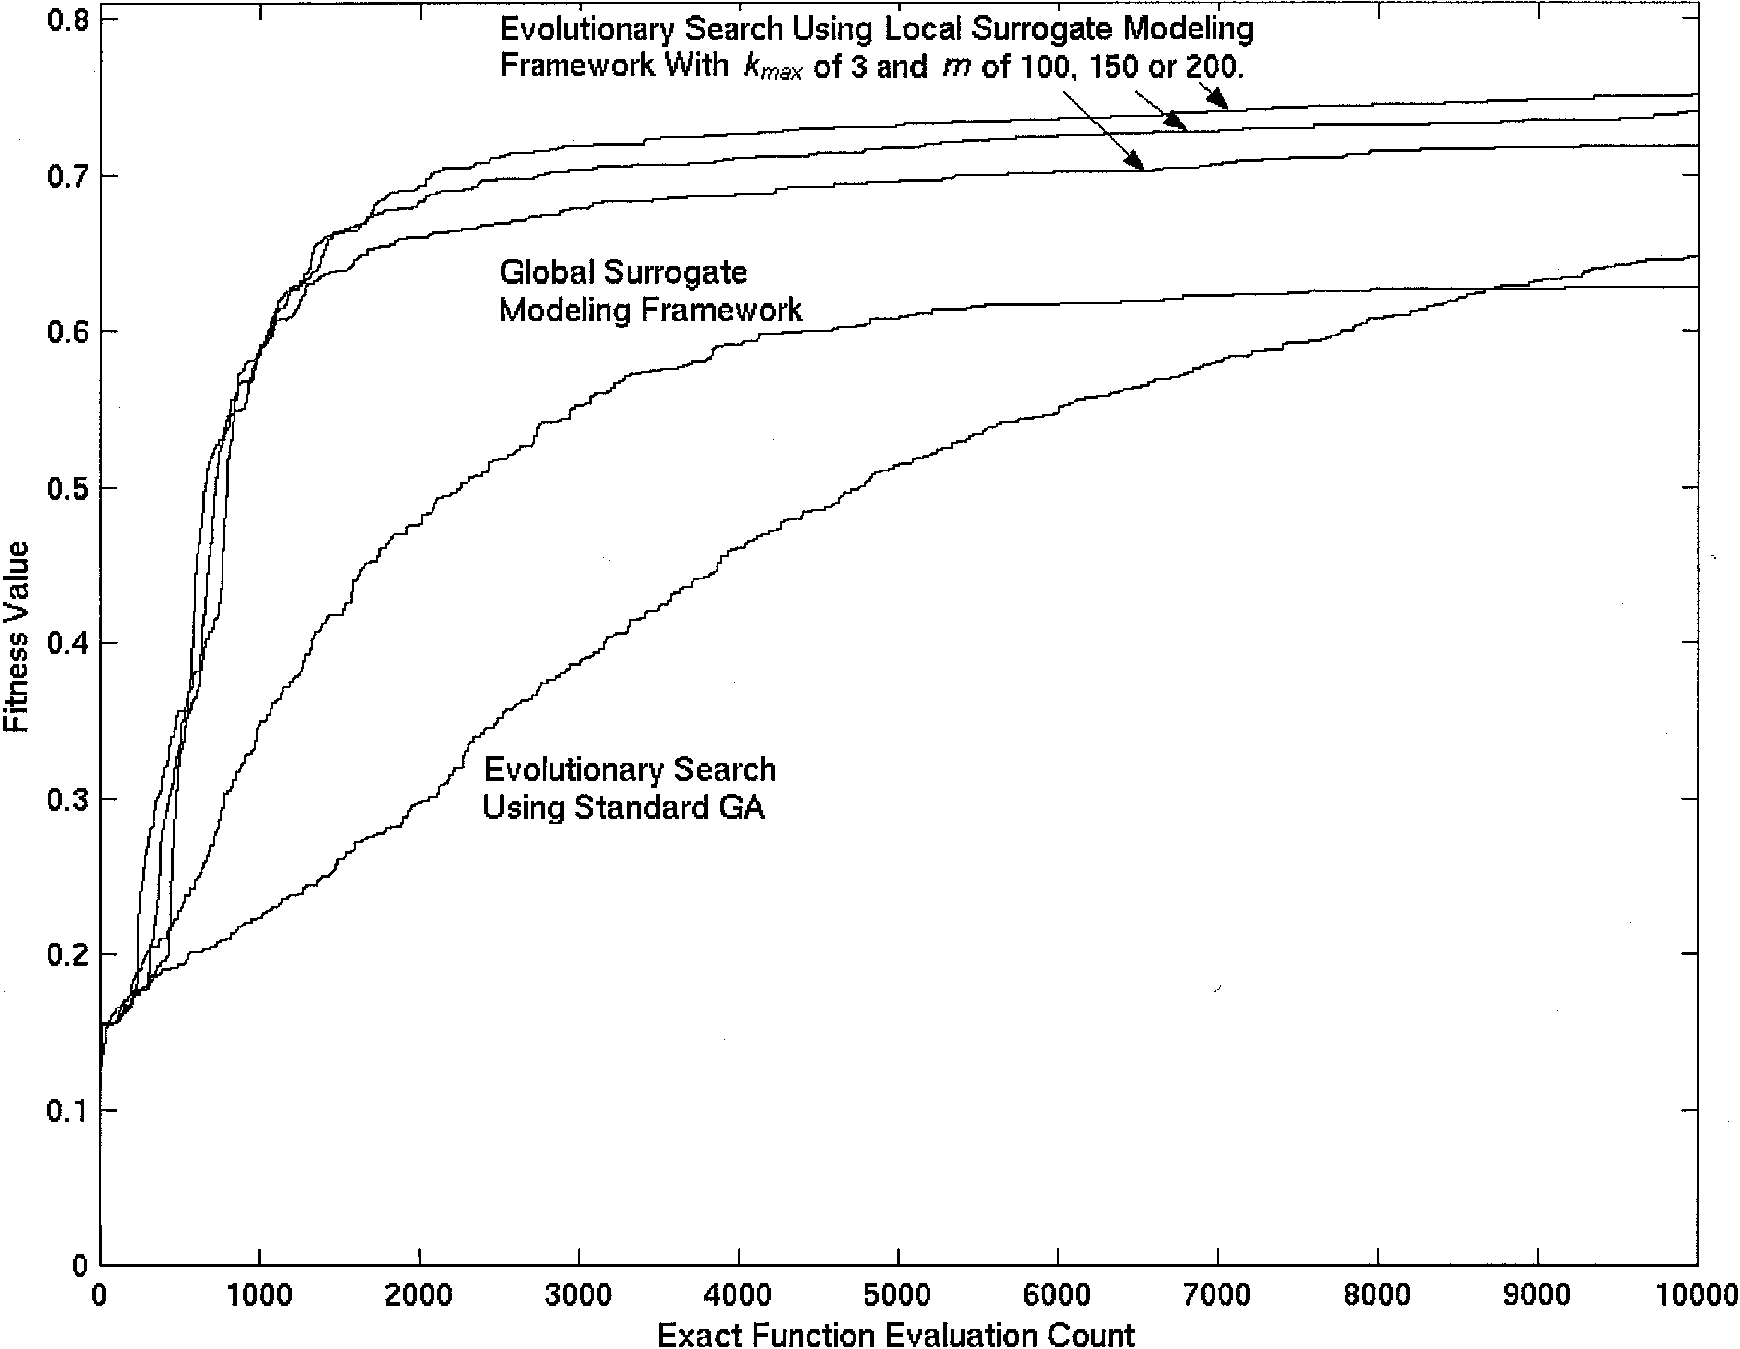 Evolutionary Search Using Local Surrogate Modeling
Framework With kmax of 3 and m of 100, 150 or 200.
Global Surrogate
Modeling Framework
Evolutionary Search
Using Standard GA
Fitness Value
0.8
0.7
0.6
0.5
0.4
0.3
0.2
0.1
0
0 1000 2000 3000 4000 5000 6000 7000 8000 9000 10000
Exact Function Evaluation Count